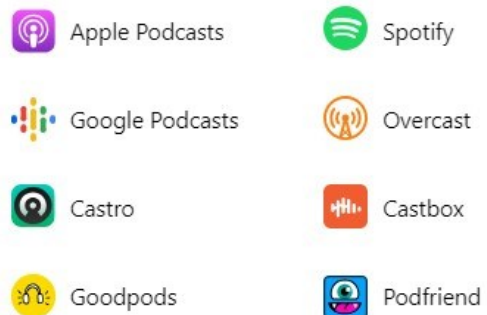 Apple Podcasts
Spotify
Google Podcasts
Overcast
Castro
Castbox
Goodpods
Podfriend